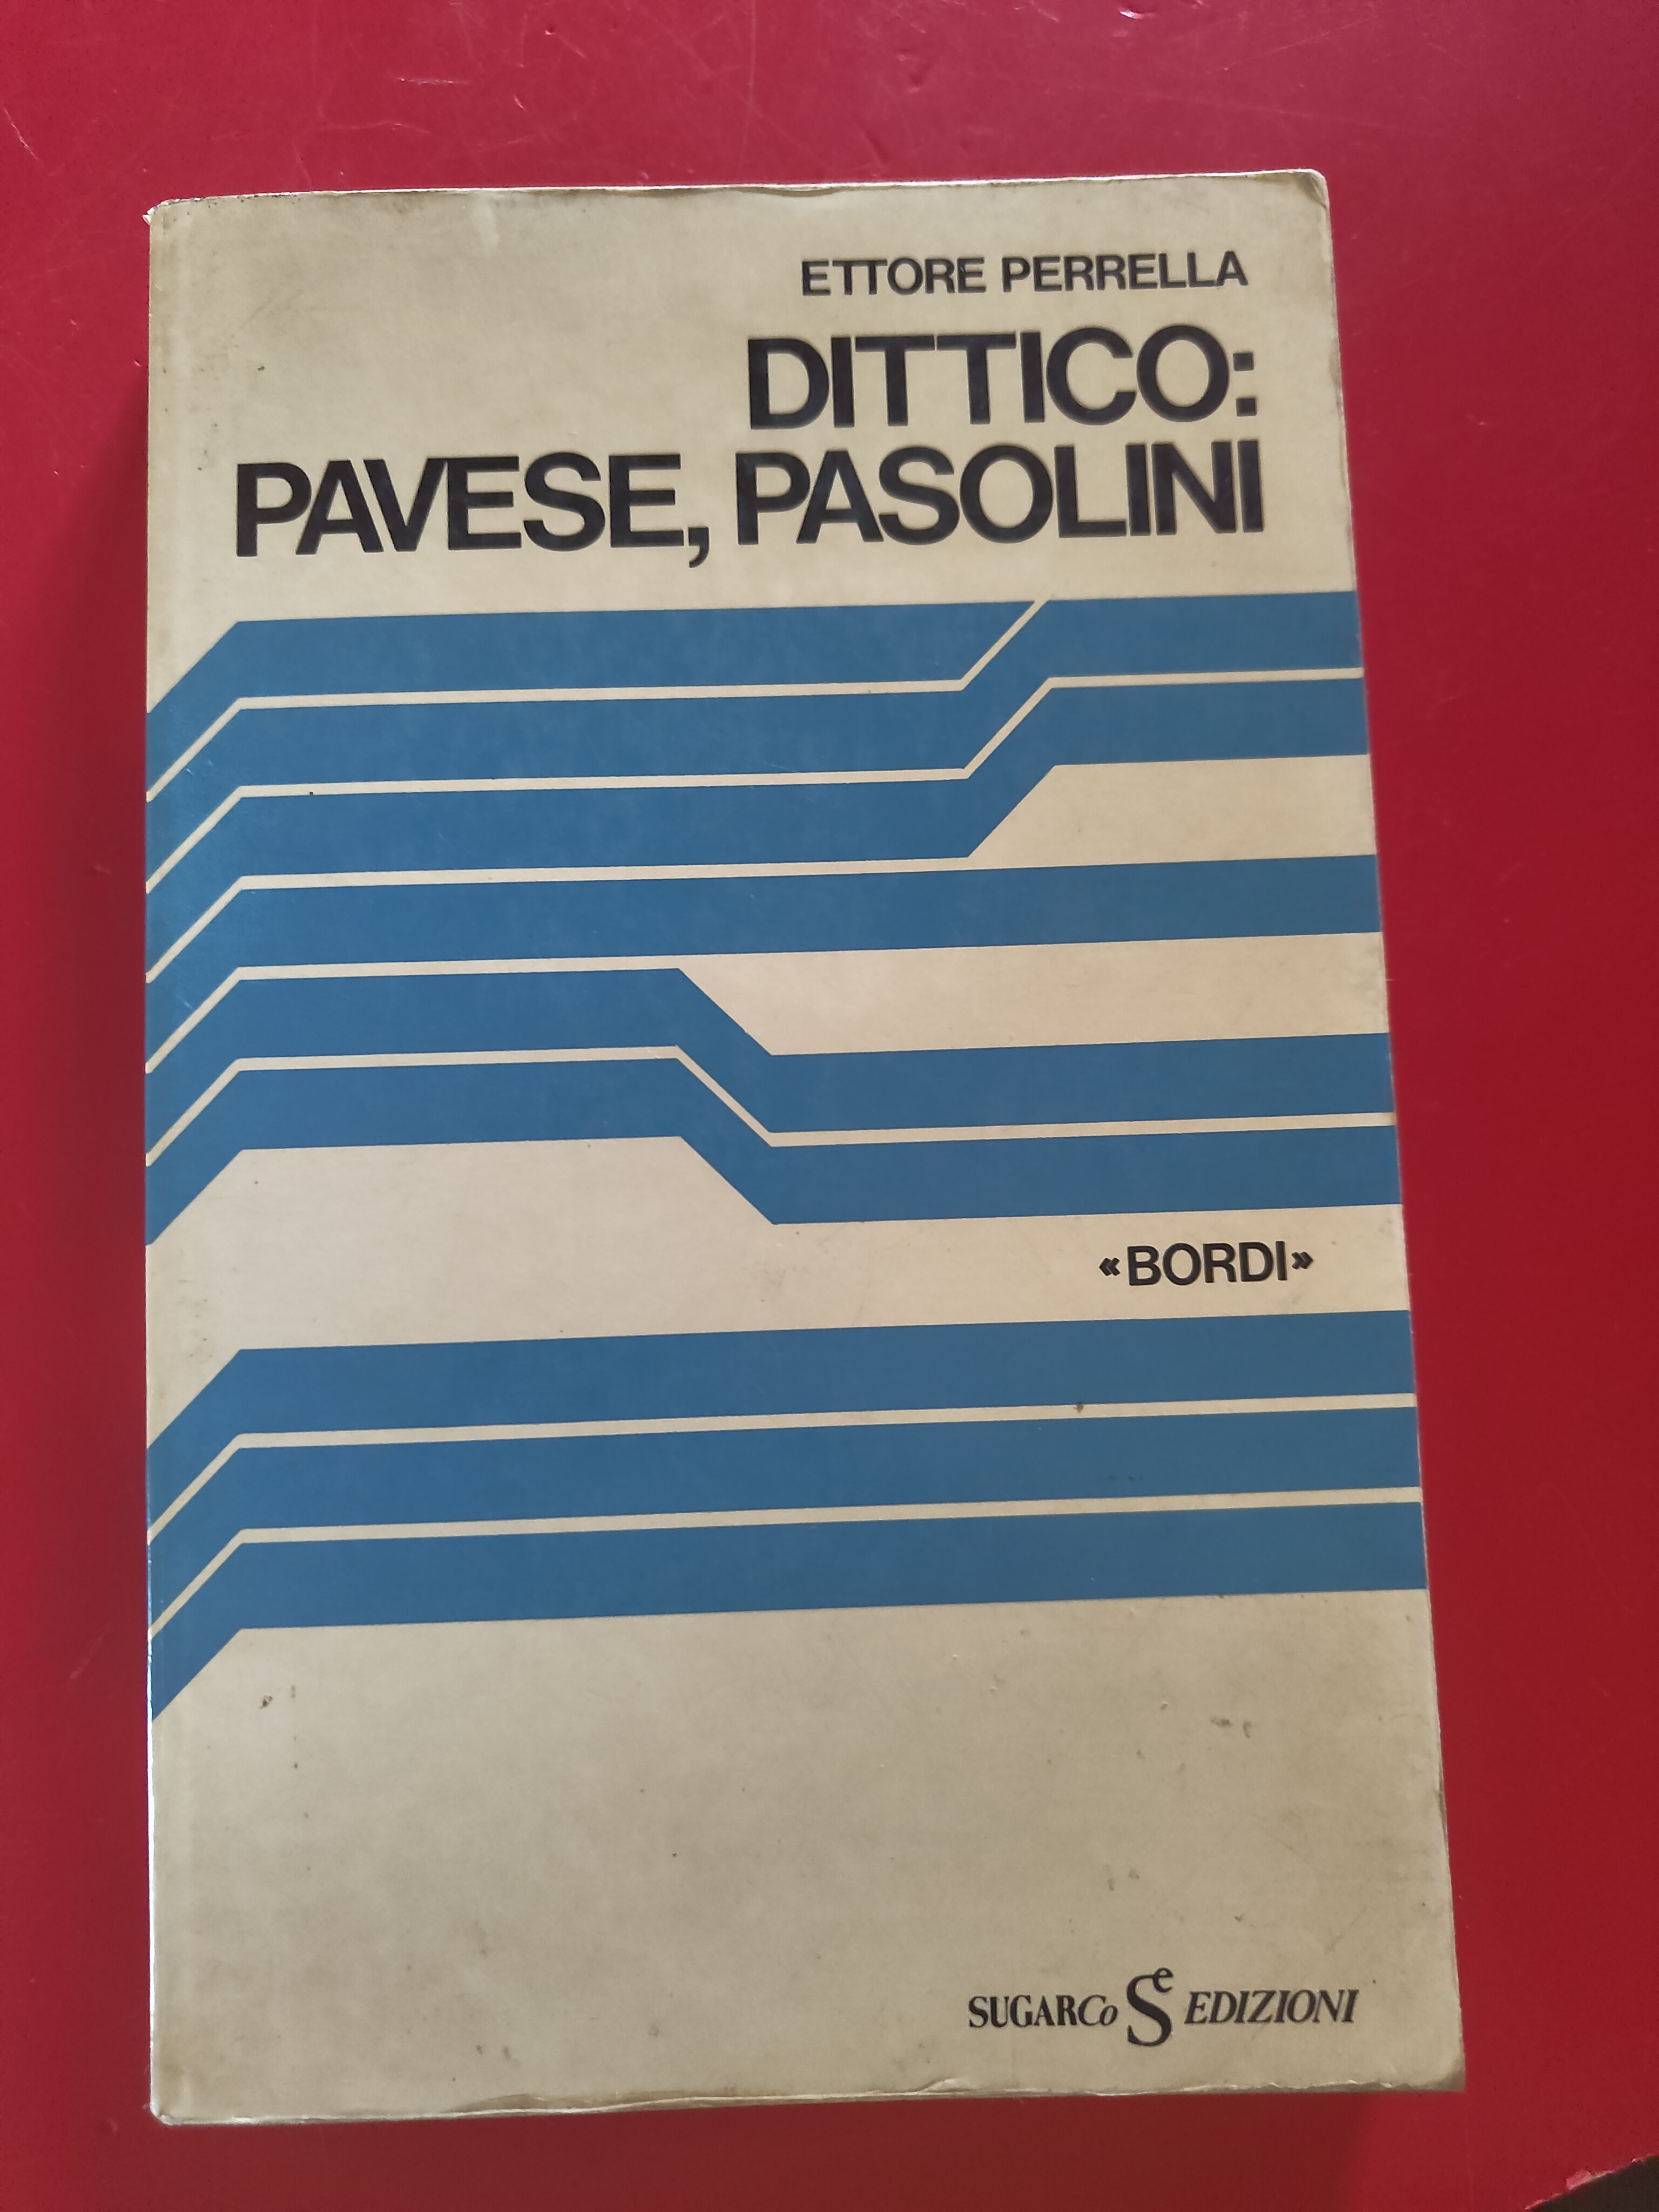 ETTORE PERRELLA
DITTICO:
PAVESE, PASOLINI
«BORDI»
SUGARCo Se EDIZIONI